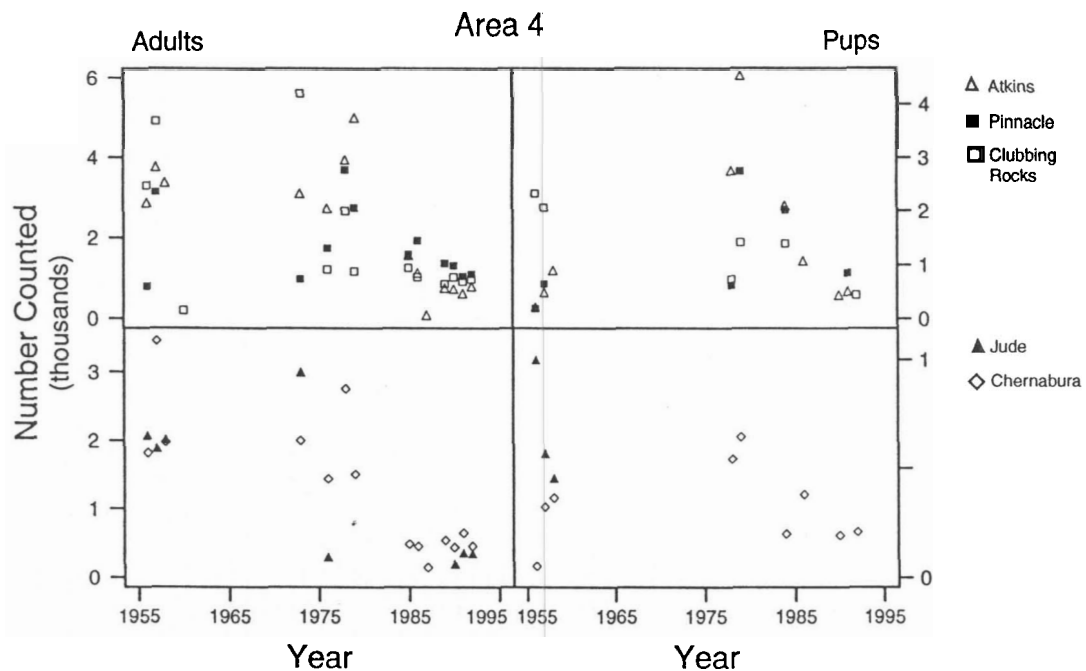 Area 4
Adults
Pups
6
4
2
0
4
3
2
1
0
Atkins
Pinnacle
Clubbing
Rocks
Number Counted
(thousands)
3
2
1
0
1
0
Jude
Chernabura
1955 1965 1975 1985 1995 1955 1965 1975 1985 1995
Year Year